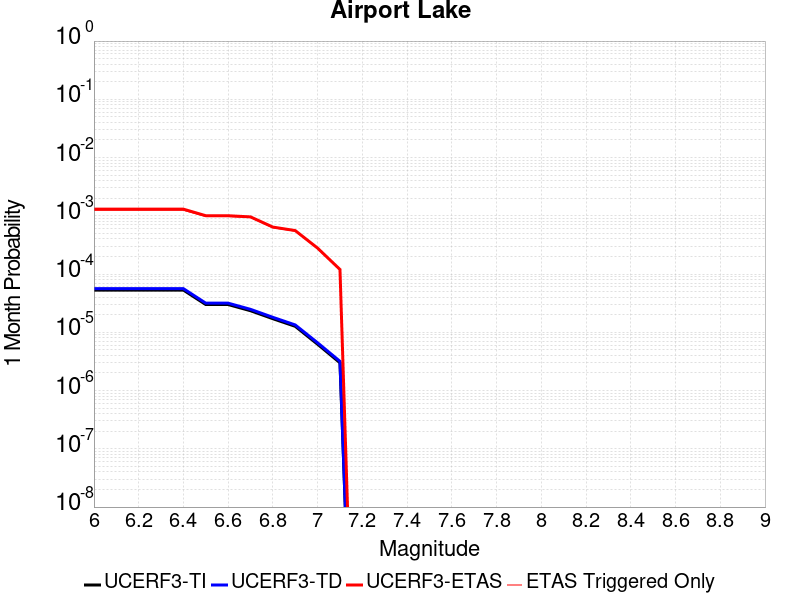 Airport Lake
1 Month Probability
10^0
10^-1
10^-2
10^-3
10^-4
10^-5
10^-6
10^-7
10^-8
6 6.2 6.4 6.6 6.8 7 7.2 7.4 7.6 7.8 8 8.2 8.4 8.6 8.8 9
Magnitude
UCERF3-TI UCERF3-TD UCERF3-ETAS ETAS Triggered Only